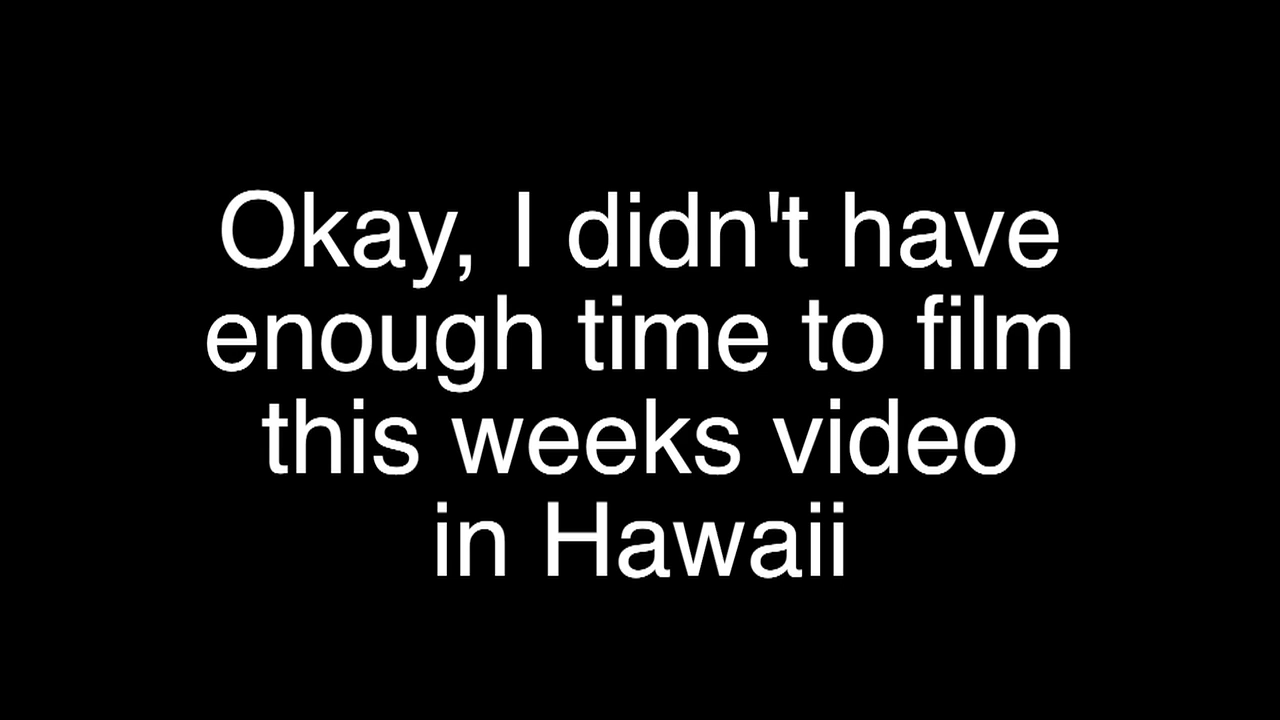 Okay, I didn't have
enough time to film
this weeks video
in Hawaii